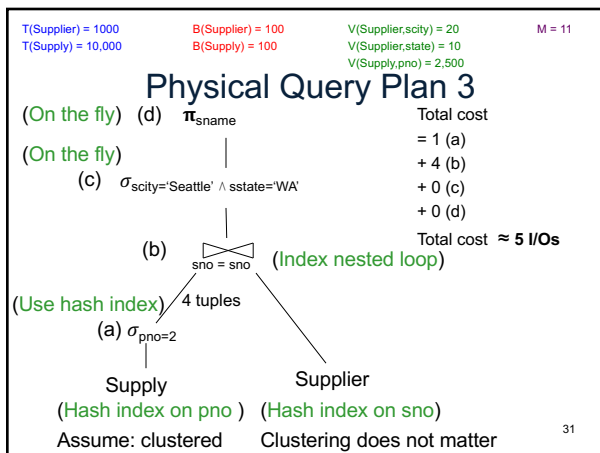 T(Supplier) = 1000 B(Supplier) = 100 V(Supplier,scity) = 20 M = 11
T(Supply) = 10,000 B(Supply) = 100 V(Supplier,state) = 10
V(Supply,pno) = 2,500
Physical Query Plan 3
(On the fly) (d) π sname Total cost
= 1 (a)
(On the fly) + 4 (b)
(c) σ scity='Seattle' ∧ sstate='WA' + 0 (c)
+ 0 (d)
Total cost ≈ 5 I/Os
(b)
sno = sno (Index nested loop)
(Use hash index) 4 tuples
(a) σ pno=2
Supply Supplier
(Hash index on pno ) (Hash index on sno)
Assume: clustered Clustering does not matter
31